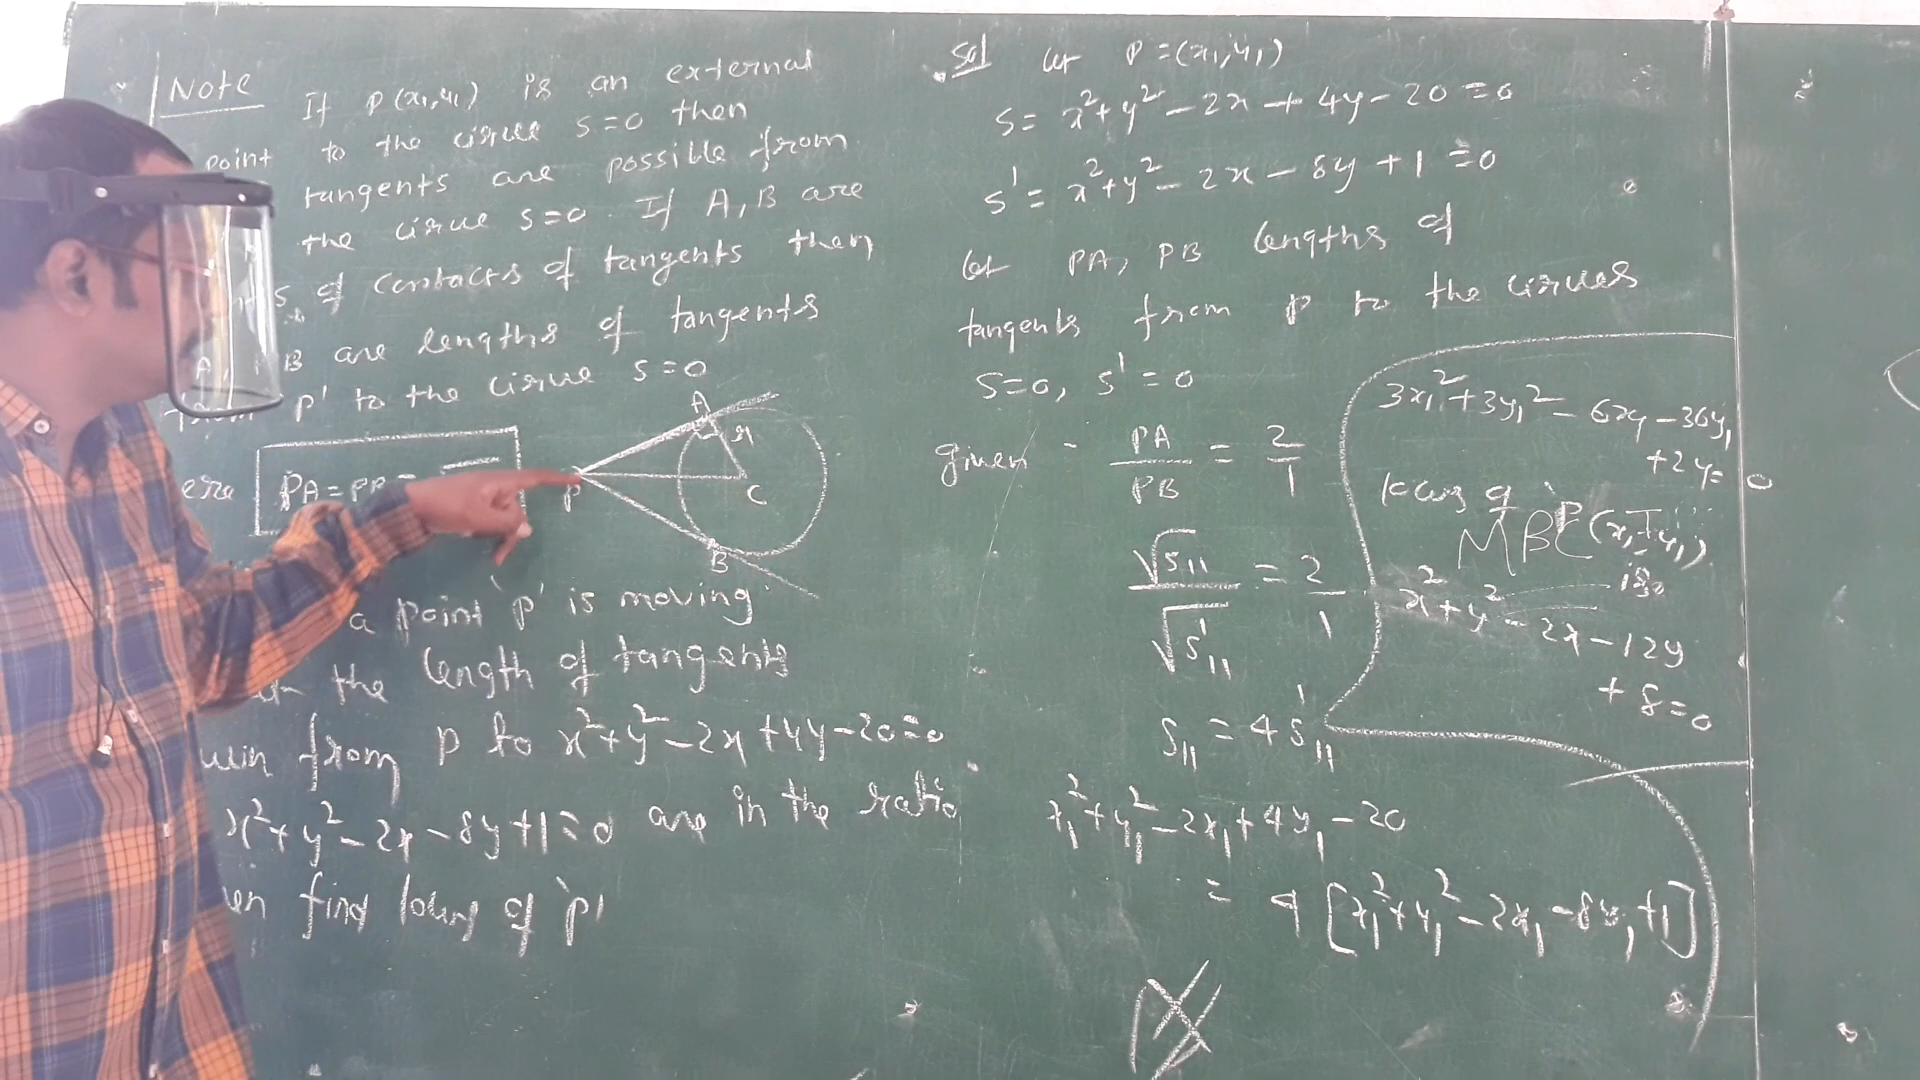 Note
If P(x₁,y₁) is an external
point to the circle S=0 then
tangents are possible from
the circle S=0. If A, B are
s of contacts of tangents then
B are lengths of tangents
from P' to the circle S=0
PA = PB =
A
r
P
C
B
a point 'P' is moving
the length of tangents
from P to x²+y²-2x+4y-20=0
x²+y²-2x-8y+1=0 are in the ratio
find locus of 'P'
Sol let P=(x₁,y₁)
S= x²+y²-2x+4y-20=0
S'= x²+y²-2x-8y+1=0
let PA, PB lengths of
tangents from P to the circles
S=0, S'=0
given - PA/PB = 2/1
√S₁₁/√S'₁₁ = 2/1
S₁₁ = 4S'₁₁
x₁²+y₁²-2x₁+4y₁-20
= 4[x₁²+y₁²-2x₁-8y₁+1]
3x₁²+3y₁²-6x₁-36y₁
+24=0
locus of P(x₁,y₁)
is
x²+y²-2x-12y
+8=0